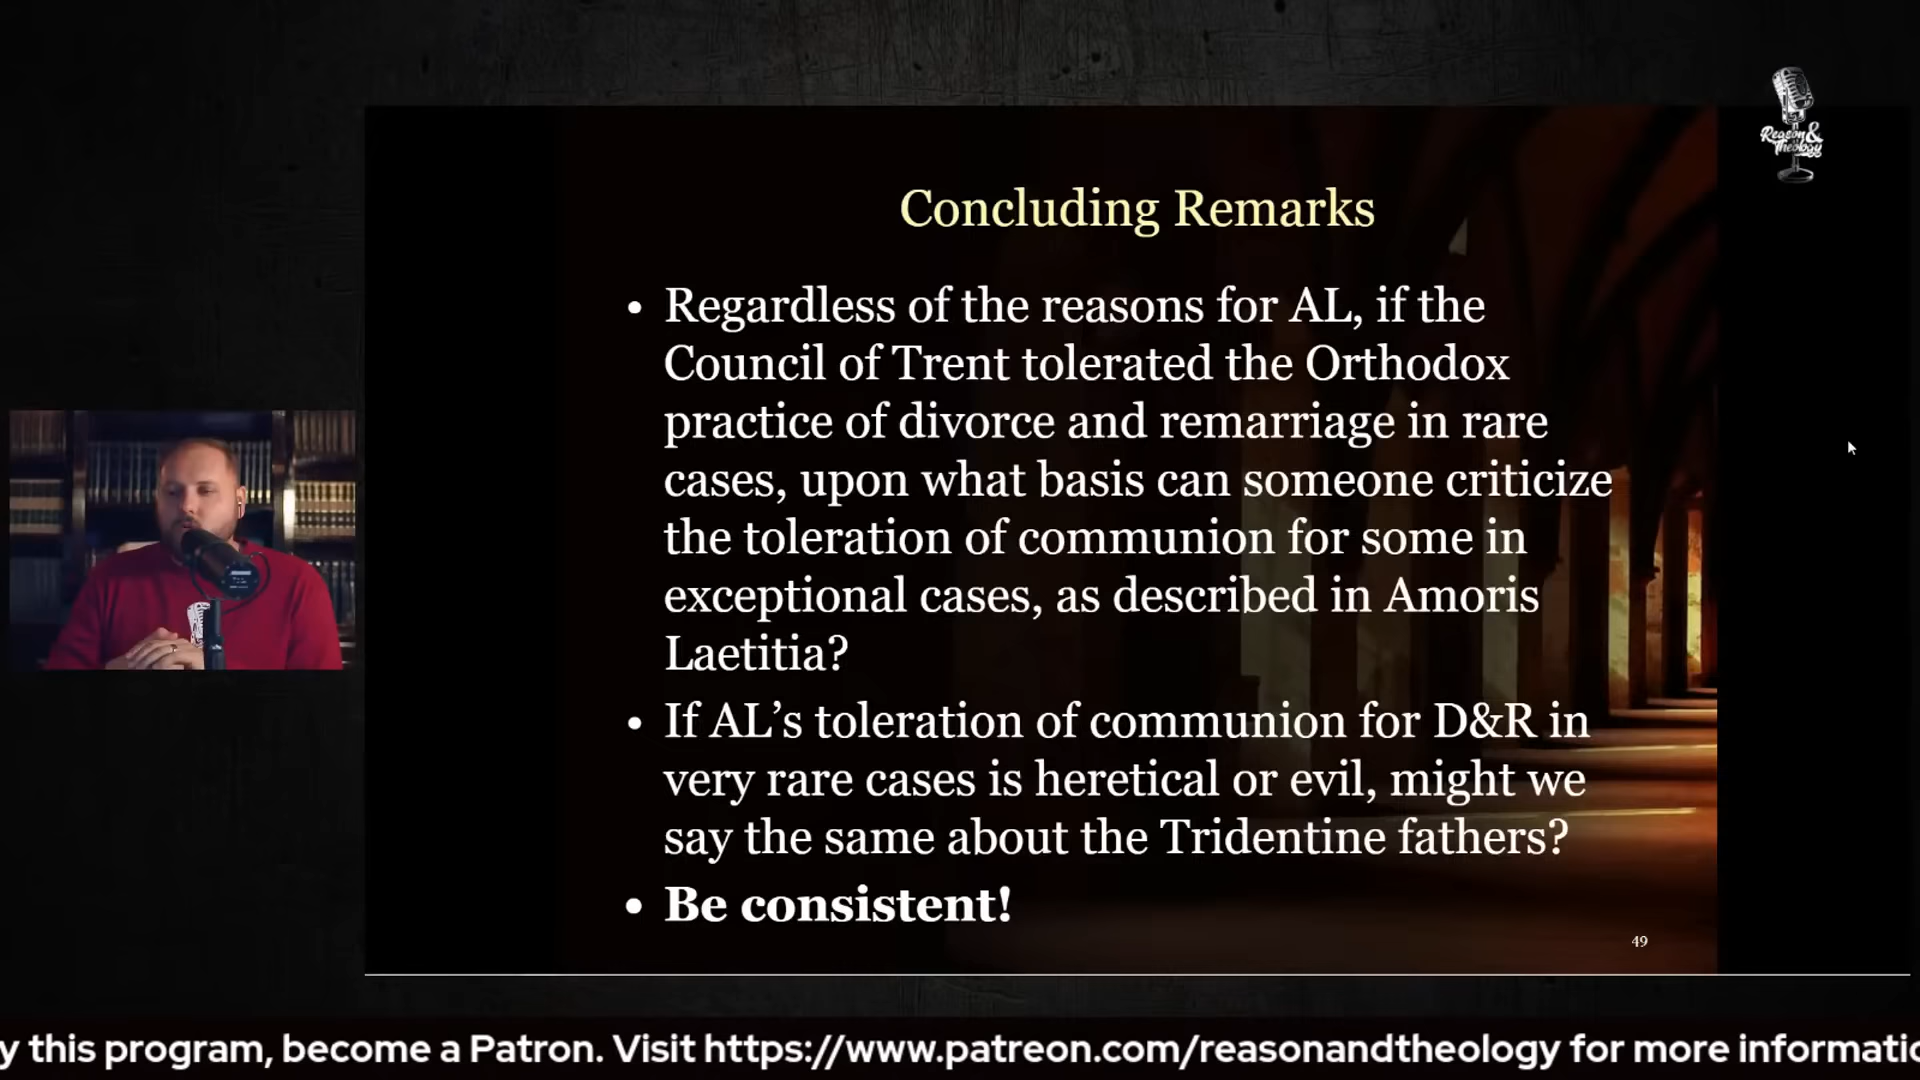 Reason &
Theology
Concluding Remarks
• Regardless of the reasons for AL, if the
Council of Trent tolerated the Orthodox
practice of divorce and remarriage in rare
cases, upon what basis can someone criticize
the toleration of communion for some in
exceptional cases, as described in Amoris
Laetitia?
• If AL’s toleration of communion for D&R in
very rare cases is heretical or evil, might we
say the same about the Tridentine fathers?
• Be consistent!
49
y this program, become a Patron. Visit https://www.patreon.com/reasonandtheology for more informatio